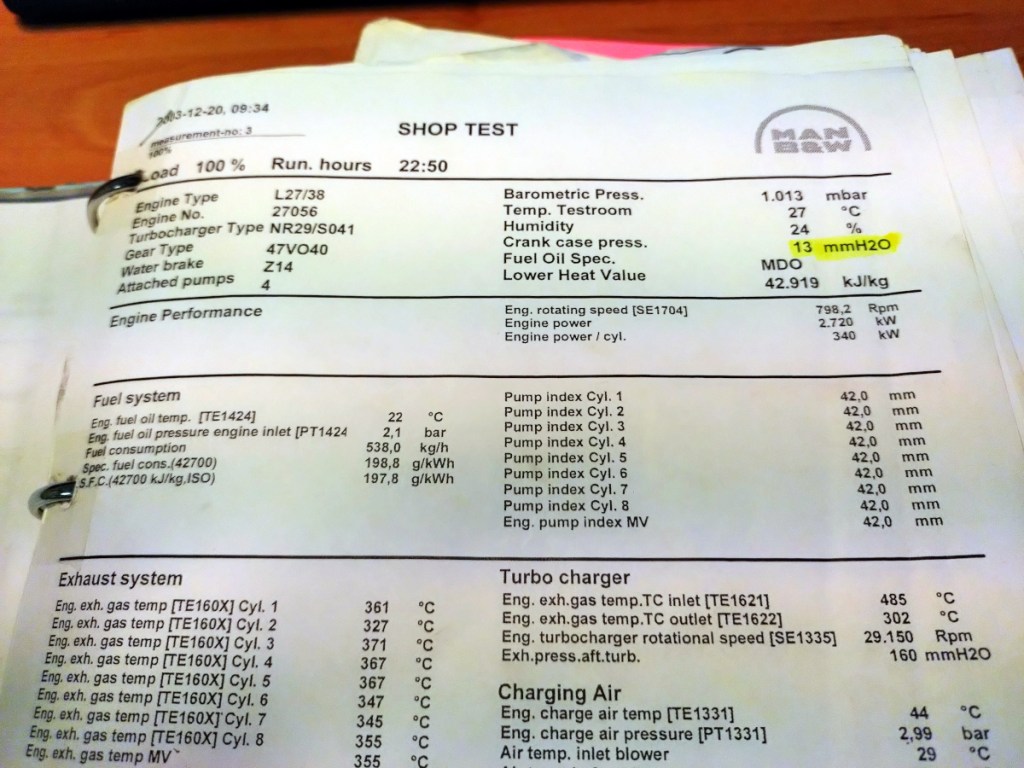 2003-12-20, 09:34
measurement-no: 3
100%
SHOP TEST
MAN
B&W
Load 100 % Run. hours 22:50
Engine Type L27/38
Engine No. 27056
Turbocharger Type NR29/S041
Gear Type 47VO40
Water brake Z14
Attached pumps 4
Barometric Press. 1.013 mbar
Temp. Testroom 27 °C
Humidity 24 %
Crank case press. 13 mmH2O
Fuel Oil Spec. MDO
Lower Heat Value 42.919 kJ/kg
Engine Performance
Eng. rotating speed [SE1704] 798,2 Rpm
Engine power 2.720 kW
Engine power / cyl. 340 kW
Fuel system
Eng. fuel oil temp. [TE1424] 22 °C
Eng. fuel oil pressure engine inlet [PT1424 2,1 bar
Fuel consumption 538,0 kg/h
Spec. fuel cons.(42700) 198,8 g/kWh
S.F.C.(42700 kJ/kg,ISO) 197,8 g/kWh
Pump index Cyl. 1 42,0 mm
Pump index Cyl. 2 42,0 mm
Pump index Cyl. 3 42,0 mm
Pump index Cyl. 4 42,0 mm
Pump index Cyl. 5 42,0 mm
Pump index Cyl. 6 42,0 mm
Pump index Cyl. 7 42,0 mm
Pump index Cyl. 8 42,0 mm
Eng. pump index MV 42,0 mm
Exhaust system
Eng. exh. gas temp [TE160X] Cyl. 1 361 °C
Eng. exh. gas temp [TE160X] Cyl. 2 327 °C
Eng. exh. gas temp [TE160X] Cyl. 3 371 °C
Eng. exh. gas temp [TE160X] Cyl. 4 367 °C
Eng. exh. gas temp [TE160X] Cyl. 5 367 °C
Eng. exh. gas temp [TE160X] Cyl. 6 347 °C
Eng. exh. gas temp [TE160X] Cyl. 7 345 °C
Eng. exh. gas temp [TE160X] Cyl. 8 355 °C
Eng. exh. gas temp MV 355 °C
Turbo charger
Eng. exh.gas temp.TC inlet [TE1621] 485 °C
Eng. exh.gas temp.TC outlet [TE1622] 302 °C
Eng. turbocharger rotational speed [SE1335] 29.150 Rpm
Exh.press.aft.turb. 160 mmH2O
Charging Air
Eng. charge air temp [TE1331] 44 °C
Eng. charge air pressure [PT1331] 2,99 bar
Air temp. inlet blower 29 °C